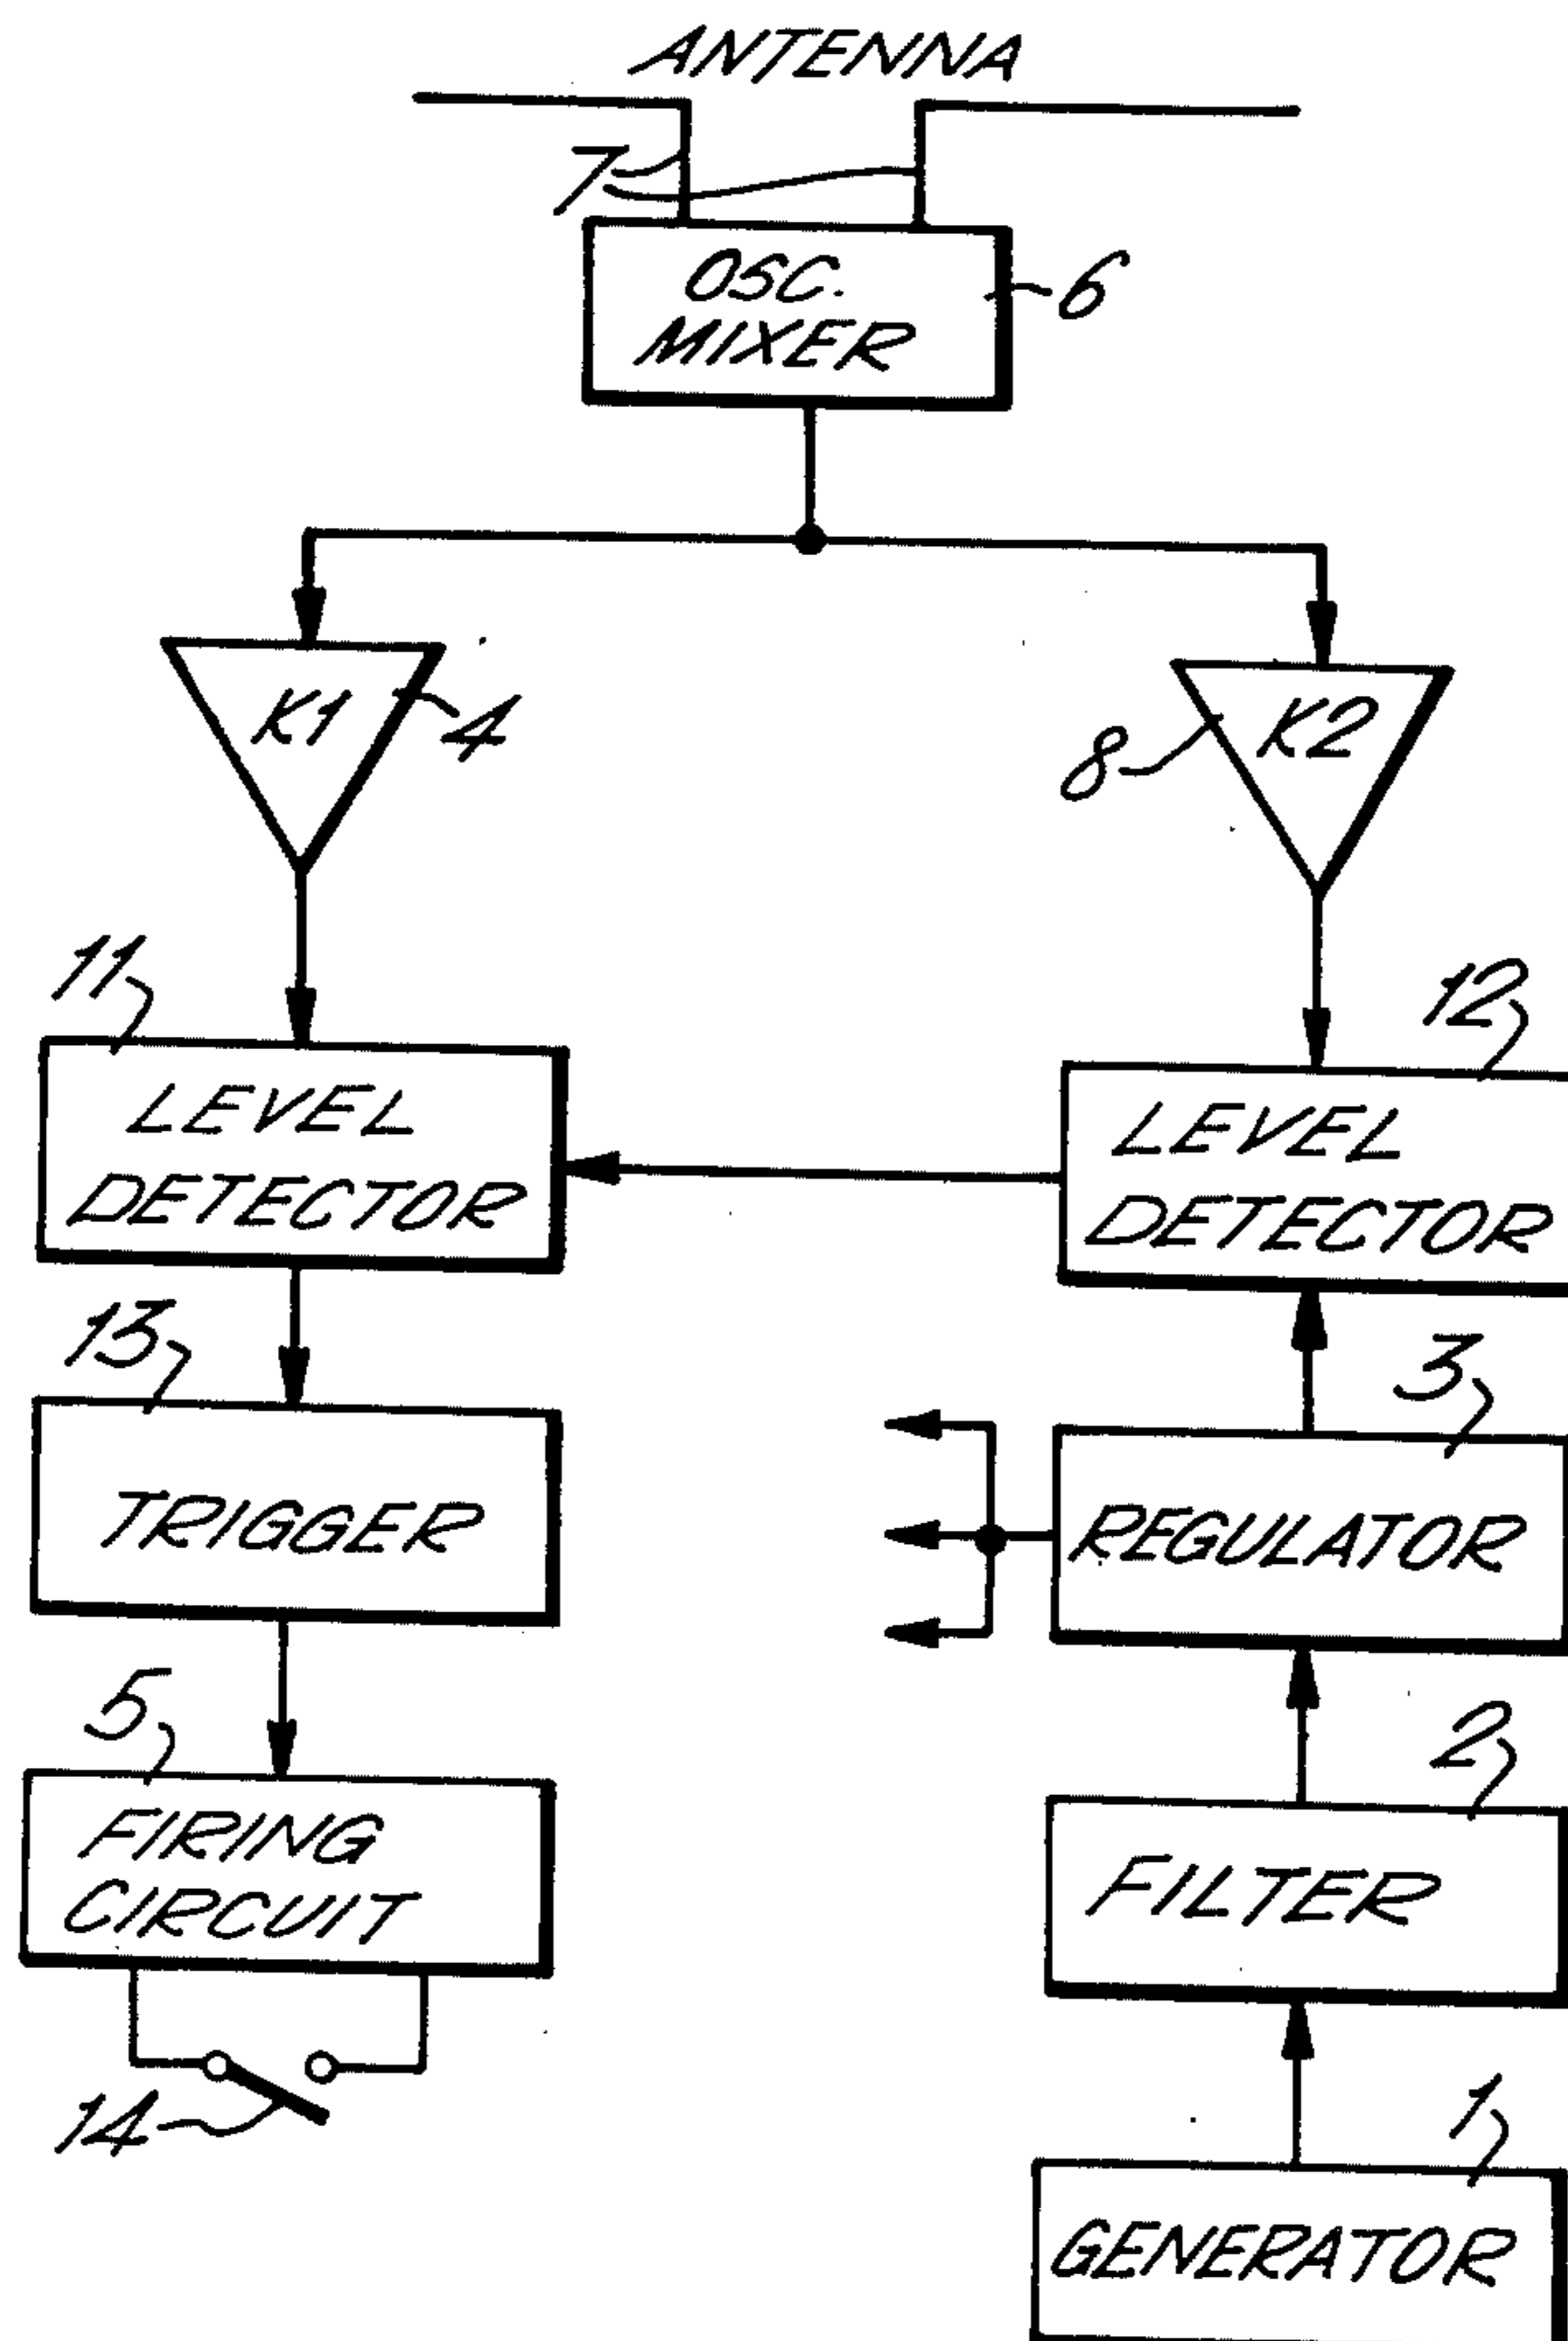 ANTENNA
7
OSC.
MIXER
6
K1
4
K2
8
11
LEVEL
DETECTOR
12
LEVEL
DETECTOR
13
TRIGGER
3
REGULATOR
5
FIRING
CIRCUIT
2
FILTER
14
1
GENERATOR